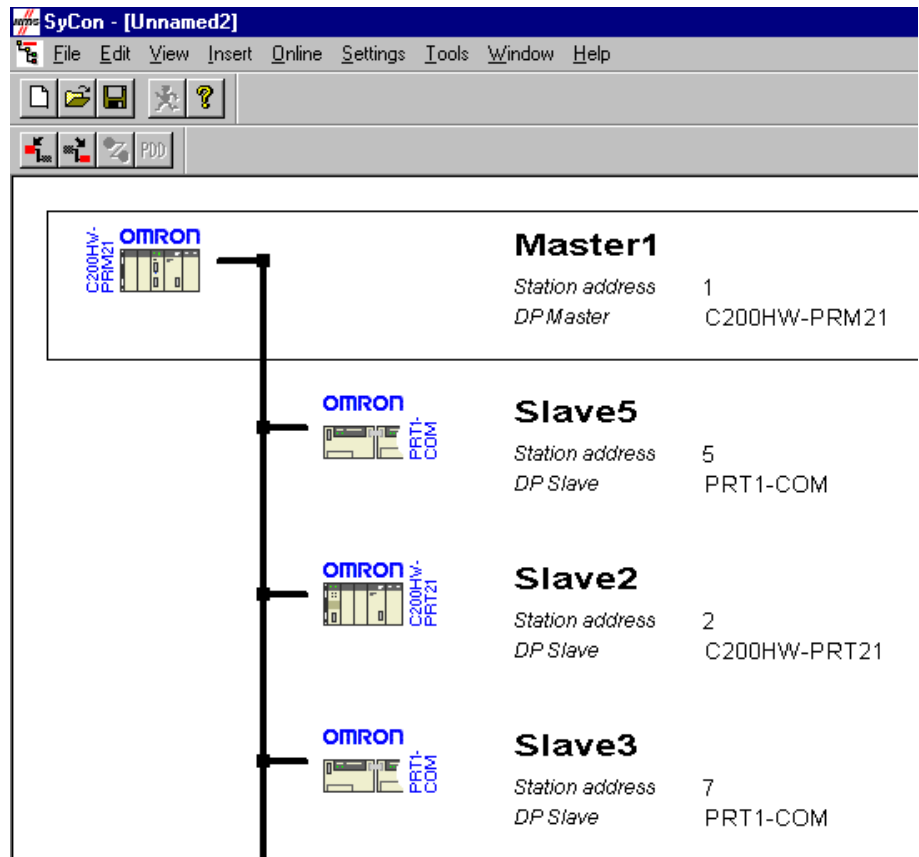 SyCon - [Unnamed2]
File Edit View Insert Online Settings Tools Window Help
PDD
C200HW-
PRM21
OMRON
Master1
Station address 1
DP Master C200HW-PRM21
OMRON
PRT1-
COM
Slave5
Station address 5
DP Slave PRT1-COM
OMRON
C200HW-
PRT21
Slave2
Station address 2
DP Slave C200HW-PRT21
OMRON
PRT1-
COM
Slave3
Station address 7
DP Slave PRT1-COM